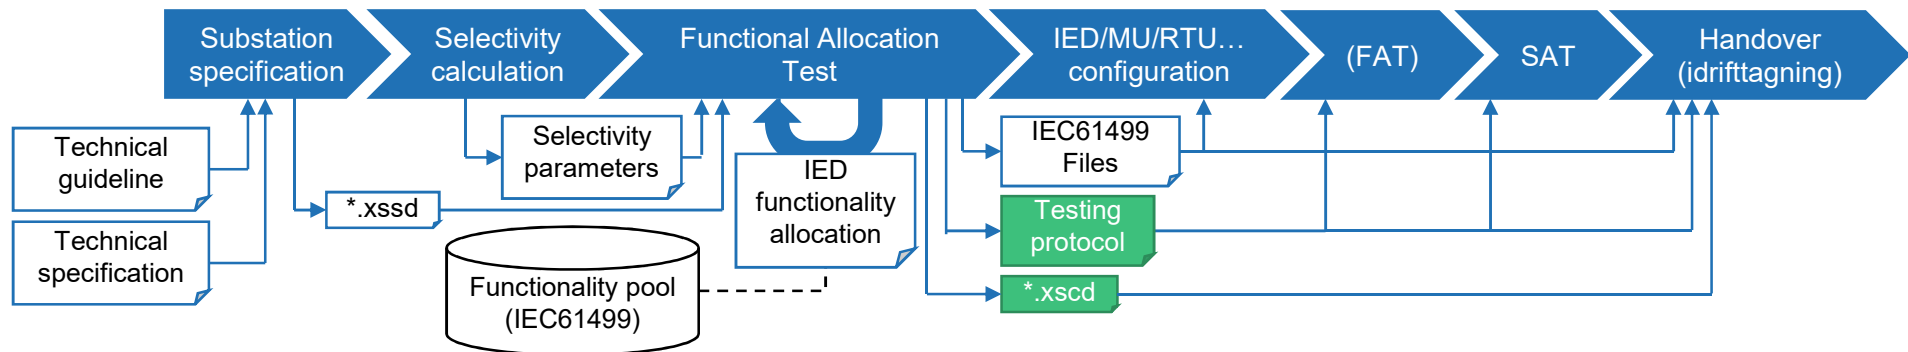 Substation
specification
Selectivity
calculation
Functional Allocation
Test
IED/MU/RTU…
configuration
(FAT)
SAT
Handover
(idrifttagning)
Technical
guideline
Technical
specification
*.xssd
Selectivity
parameters
Functionality pool
(IEC61499)
IED
functionality
allocation
IEC61499
Files
Testing
protocol
*.xscd